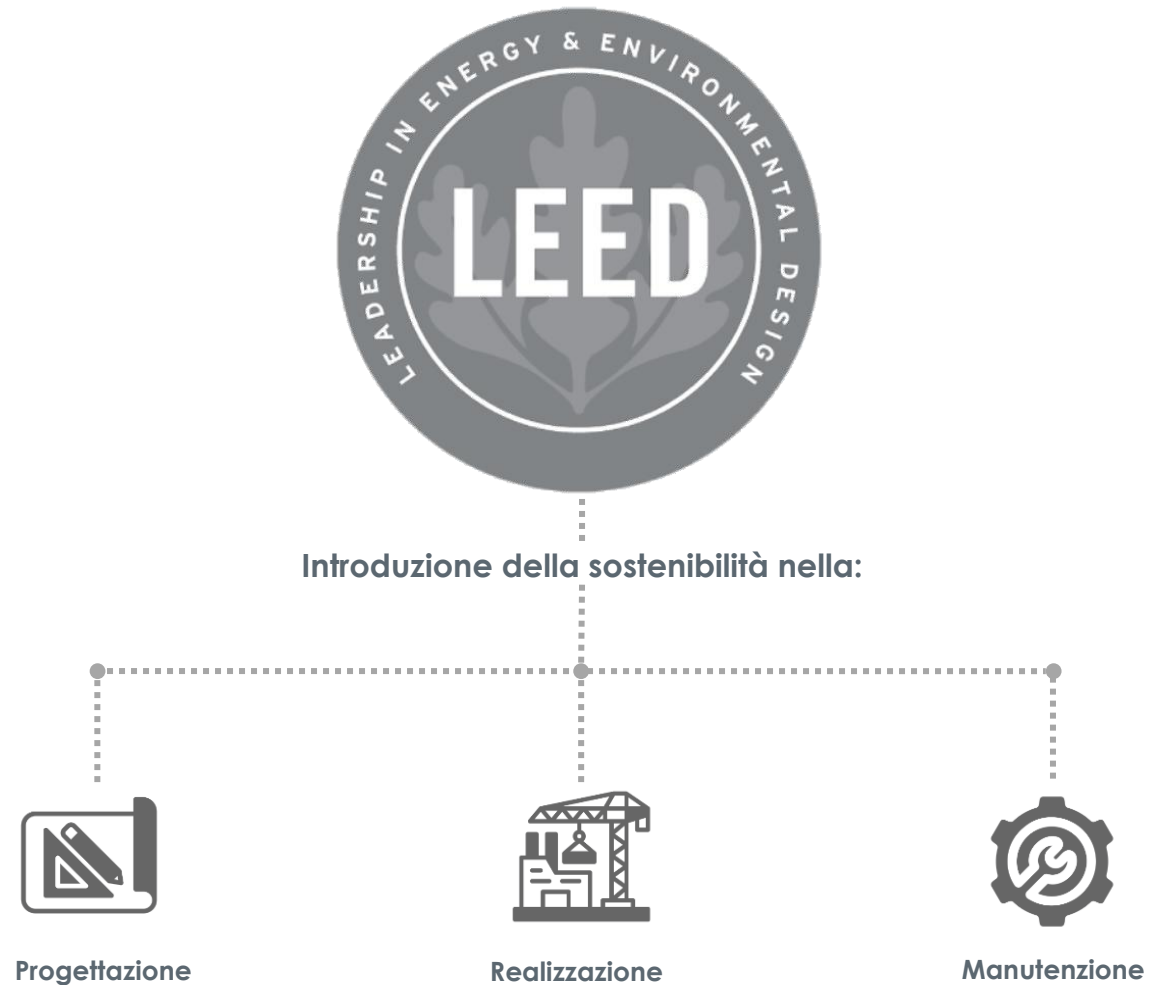 LEADERSHIP IN ENERGY & ENVIRONMENTAL DESIGN
LEED
Introduzione della sostenibilità nella:
Progettazione
Realizzazione
Manutenzione